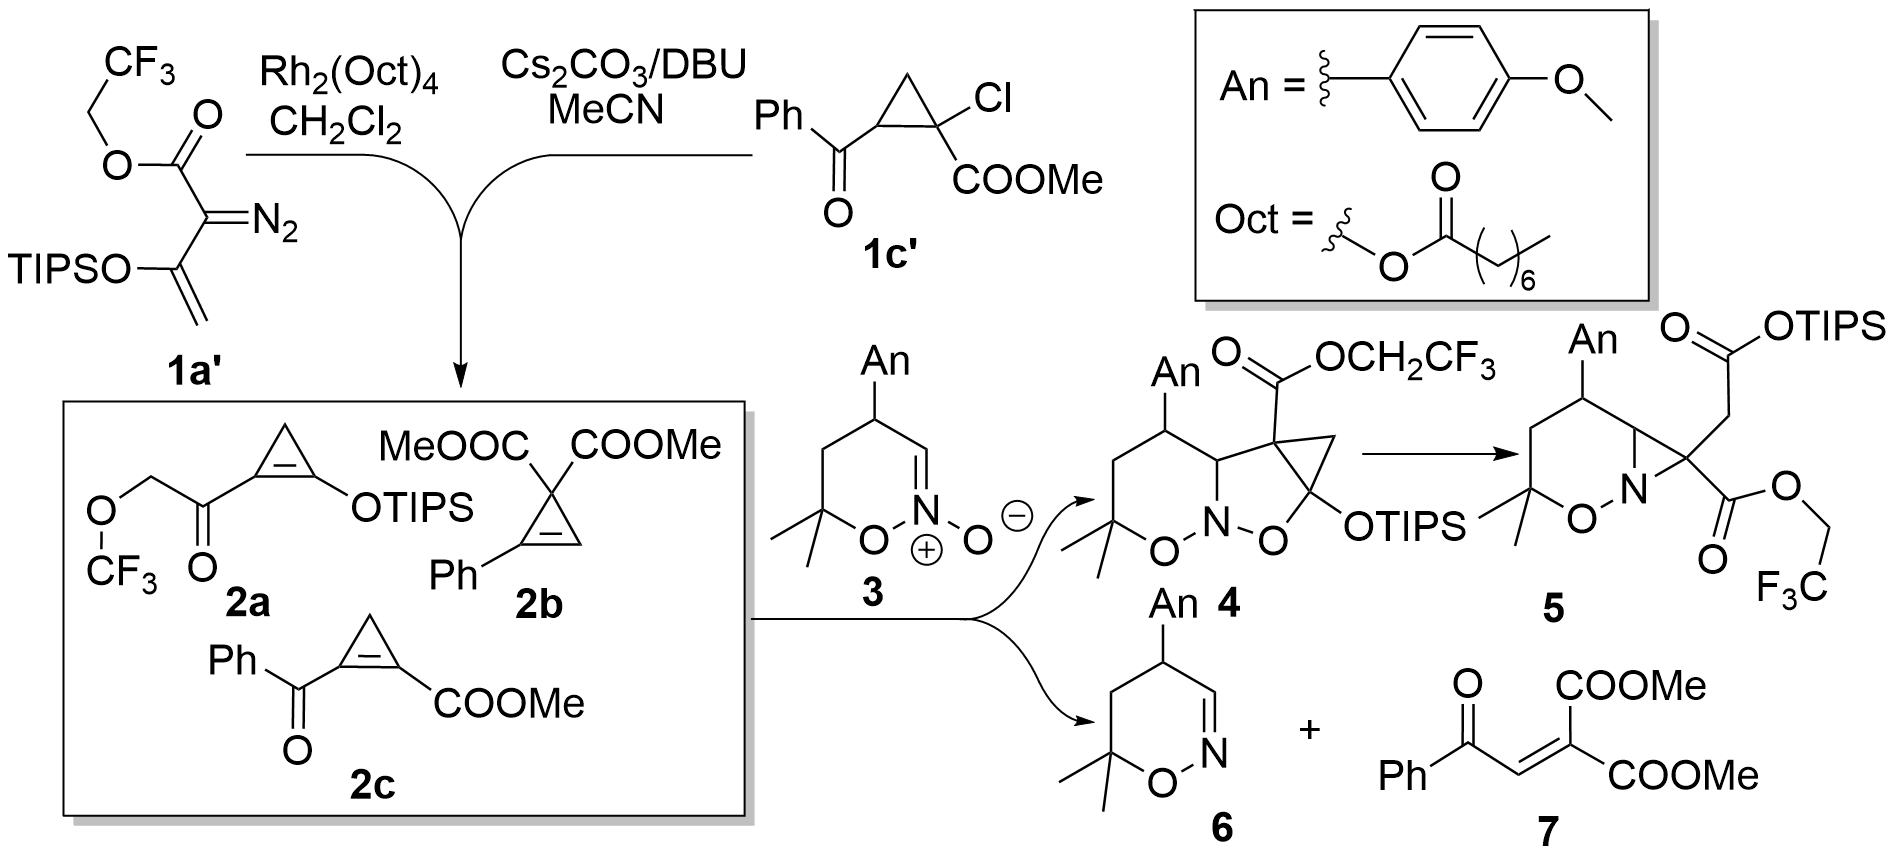 CF3
O
O
N2
TIPSO
1a'
Rh2(Oct)4
CH2Cl2
Cs2CO3/DBU
MeCN
Ph
Cl
COOMe
O
1c'
An =
O
Oct =
O
O
6
O
CF3
O
OTIPS
2a
MeOOC
COOMe
Ph
2b
Ph
O
COOMe
2c
An
O
N
+
O
−
3
An
O
OCH2CF3
O
N
O
OTIPS
4
An
O
OTIPS
O
N
O
O
F3C
5
An
O
N
6
+
O
COOMe
Ph
COOMe
7